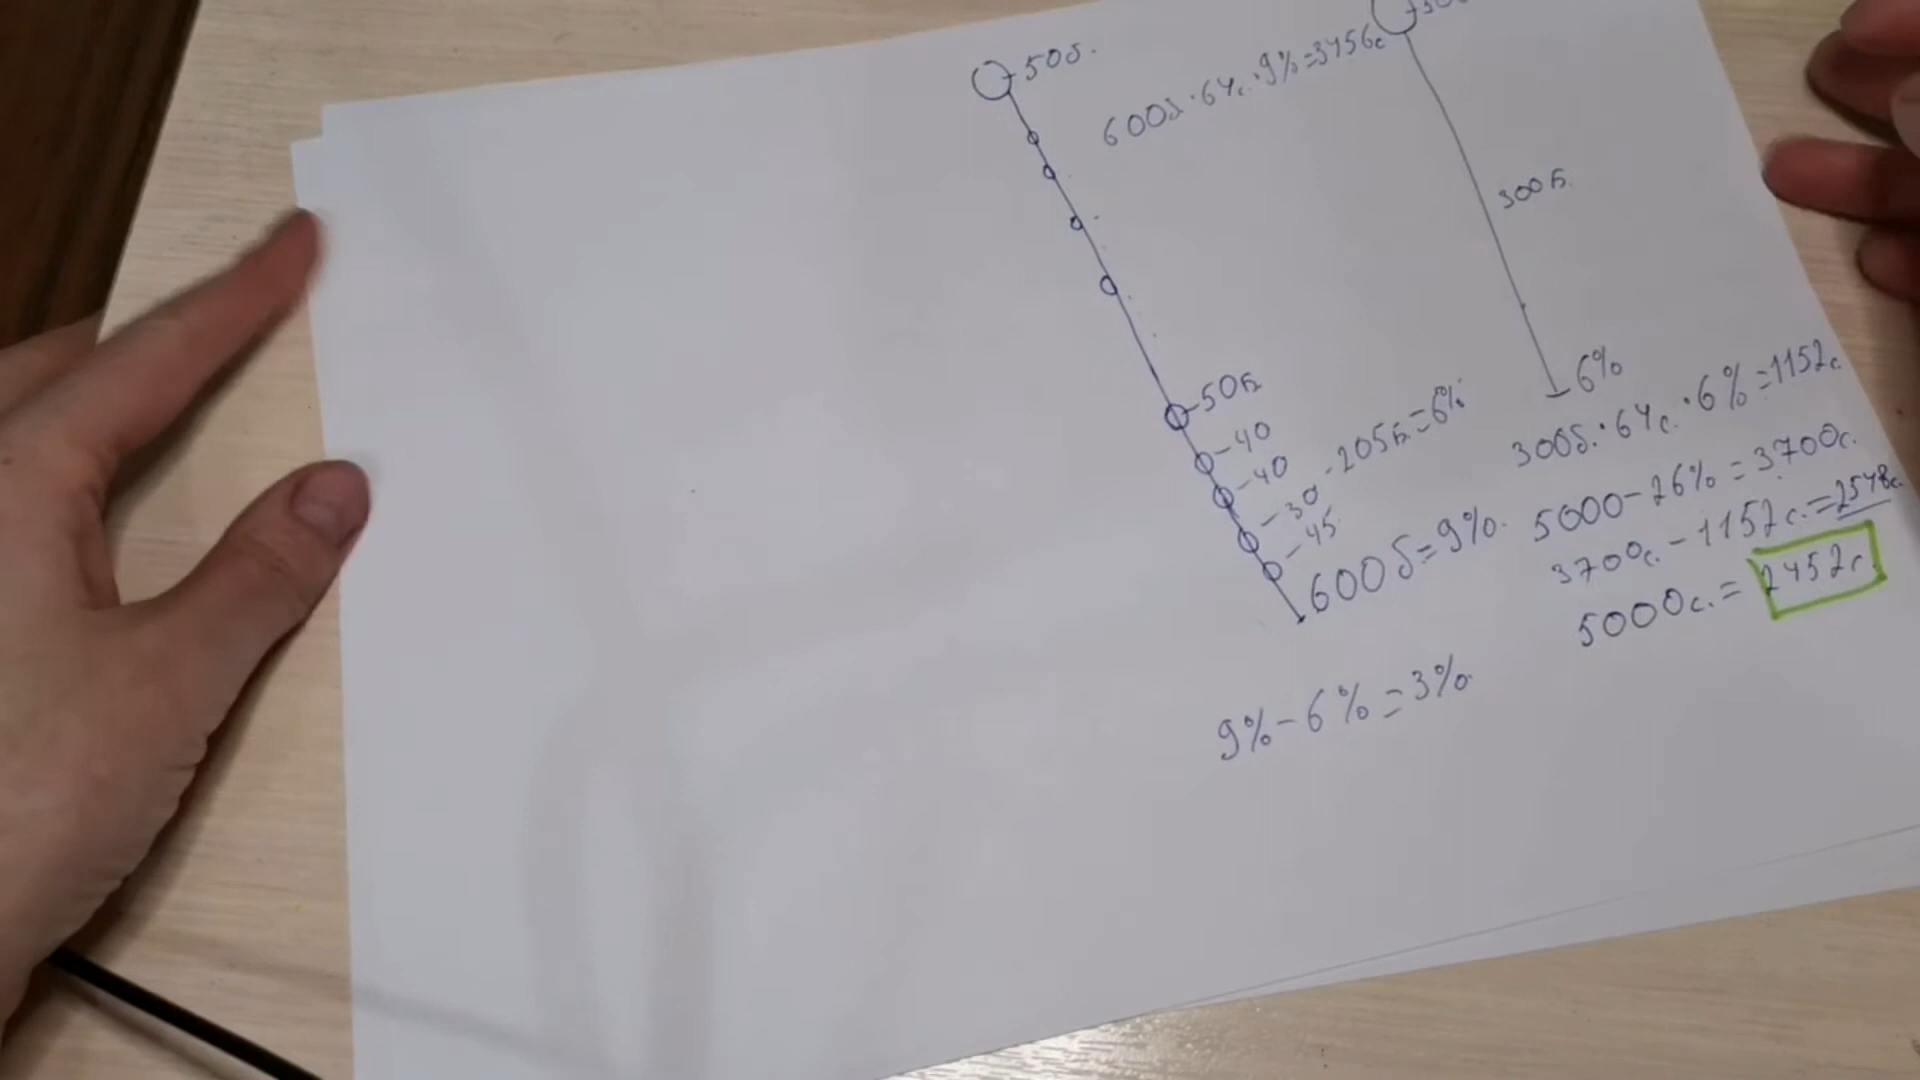 50б.
600б.·64с.·9%=3456с
300Б.
50Б
-40
-40
-30 -205Б.=6%
-45
600б=9%.
9%-6%=3%.
6%
300б.·64с.·6%=1152с.
5000-26%=3700с.
3700с.-1152с.=2548с.
5000с.= 2452с.